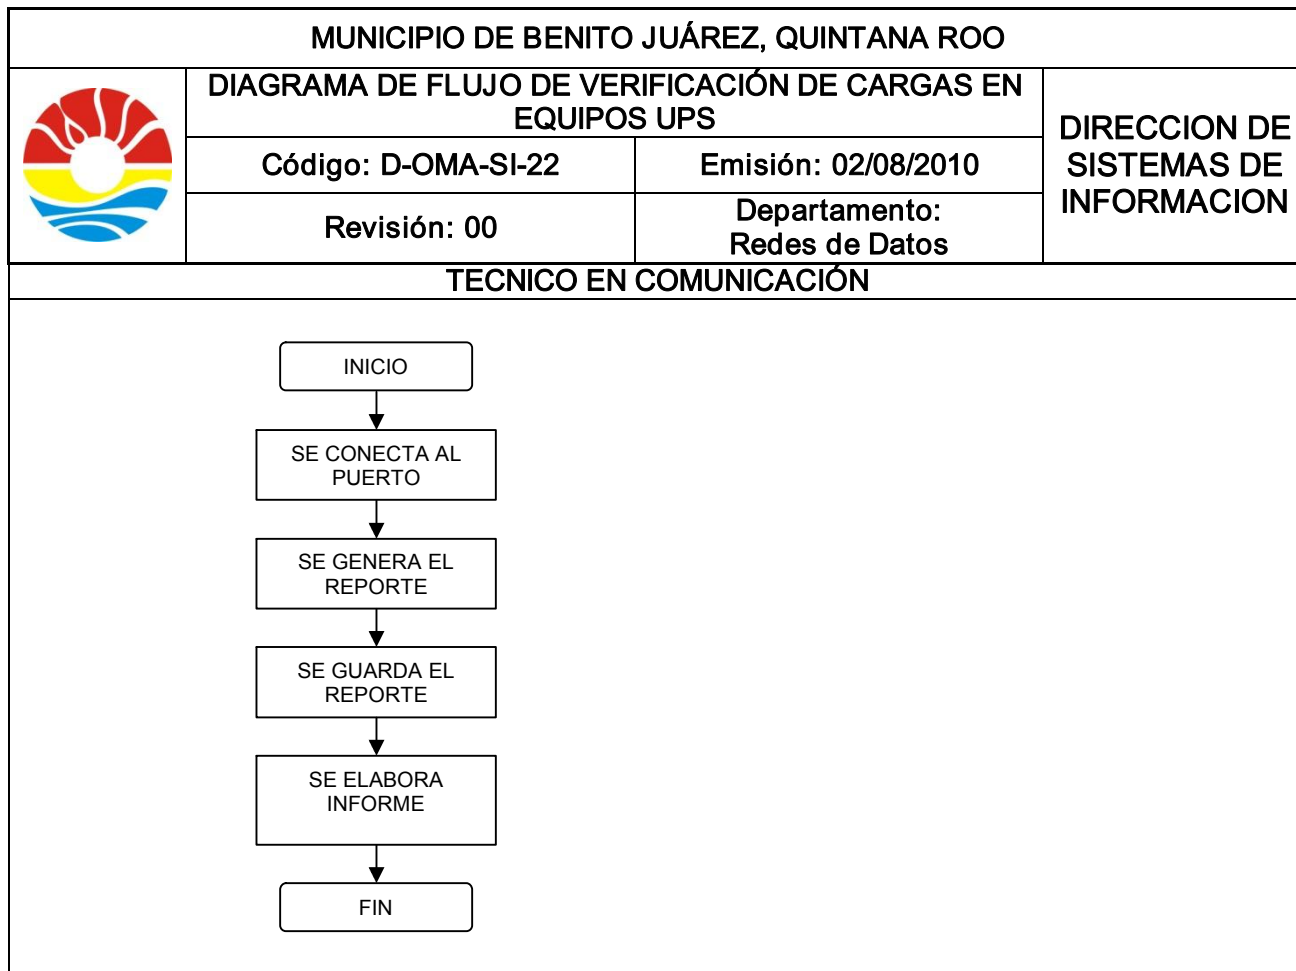 MUNICIPIO DE BENITO JUÁREZ, QUINTANA ROO
DIAGRAMA DE FLUJO DE VERIFICACIÓN DE CARGAS EN
EQUIPOS UPS
Código: D-OMA-SI-22
Emisión: 02/08/2010
Revisión: 00
Departamento:
Redes de Datos
DIRECCION DE
SISTEMAS DE
INFORMACION
TECNICO EN COMUNICACIÓN
INICIO
SE CONECTA AL
PUERTO
SE GENERA EL
REPORTE
SE GUARDA EL
REPORTE
SE ELABORA
INFORME
FIN